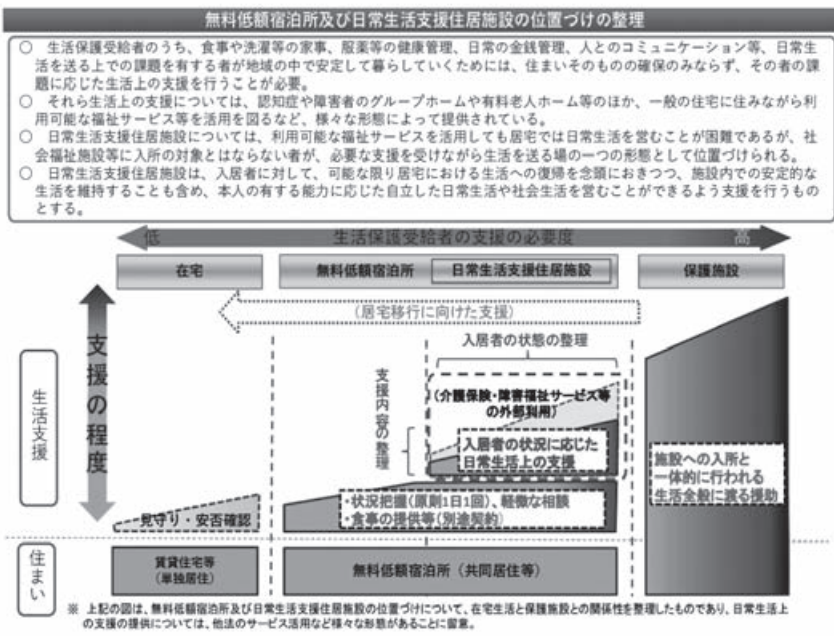 無料低額宿泊所及び日常生活支援住居施設の位置づけの整理
○ 生活保護受給者のうち、食事や洗濯等の家事、服薬等の健康管理、日常の金銭管理、人とのコミュニケーション等、日常生
活を送る上での課題を有する者が地域の中で安定して暮らしていくためには、住まいそのものの確保のみならず、その者の課
題に応じた生活上の支援を行うことが必要。
○ それら生活上の支援については、認知症や障害者のグループホームや有料老人ホーム等のほか、一般の住宅に住みながら利
用可能な福祉サービス等を活用を図るなど、様々な形態によって提供されている。
○ 日常生活支援住居施設については、利用可能な福祉サービスを活用しても居宅では日常生活を営むことが困難であるが、社
会福祉施設等に入所の対象とはならない者が、必要な支援を受けながら生活を送る場の一つの形態として位置づけられる。
○ 日常生活支援住居施設は、入居者に対して、可能な限り居宅における生活への復帰を念頭におきつつ、施設内での安定的な
生活を維持することも含め、本人の有する能力に応じた自立した日常生活や社会生活を営むことができるよう支援を行うもの
とする。
低 生活保護受給者の支援の必要度 高
在宅 無料低額宿泊所 日常生活支援住居施設 保護施設
(居宅移行に向けた支援)
入居者の状態の整理
支援の程度
生活支援
支援内容の整理
(介護保険・障害福祉サービス等
の外部利用)
入居者の状況に応じた
日常生活上の支援
施設への入所と
一体的に行われる
生活全般に渡る援助
見守り・安否確認
・状況把握(原則1日1回)、軽微な相談
・食事の提供等(別途契約)
住まい
賃貸住宅等
(単独居住)
無料低額宿泊所(共同居住等)
※ 上記の図は、無料低額宿泊所及び日常生活支援住居施設の位置づけについて、在宅生活と保護施設との関係性を整理したものであり、日常生活上
の支援の提供については、他法のサービス活用など様々な形態があることに留意。